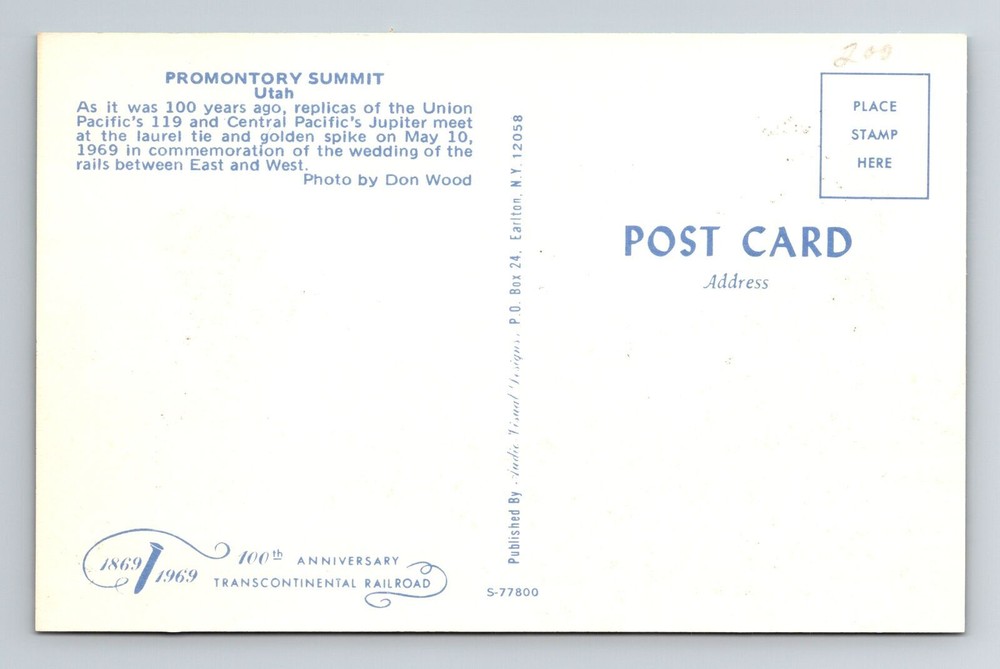 PROMONTORY SUMMIT
Utah
As it was 100 years ago, replicas of the Union
Pacific's 119 and Central Pacific's Jupiter meet
at the laurel tie and golden spike on May 10,
1969 in commemoration of the wedding of the
rails between East and West.
Photo by Don Wood
1869 1969
100th ANNIVERSARY
TRANSCONTINENTAL RAILROAD
Published By Audio Visual Designs, P.O. Box 24, Earlton, N.Y. 12058
S-77800
200
PLACE
STAMP
HERE
POST CARD
Address